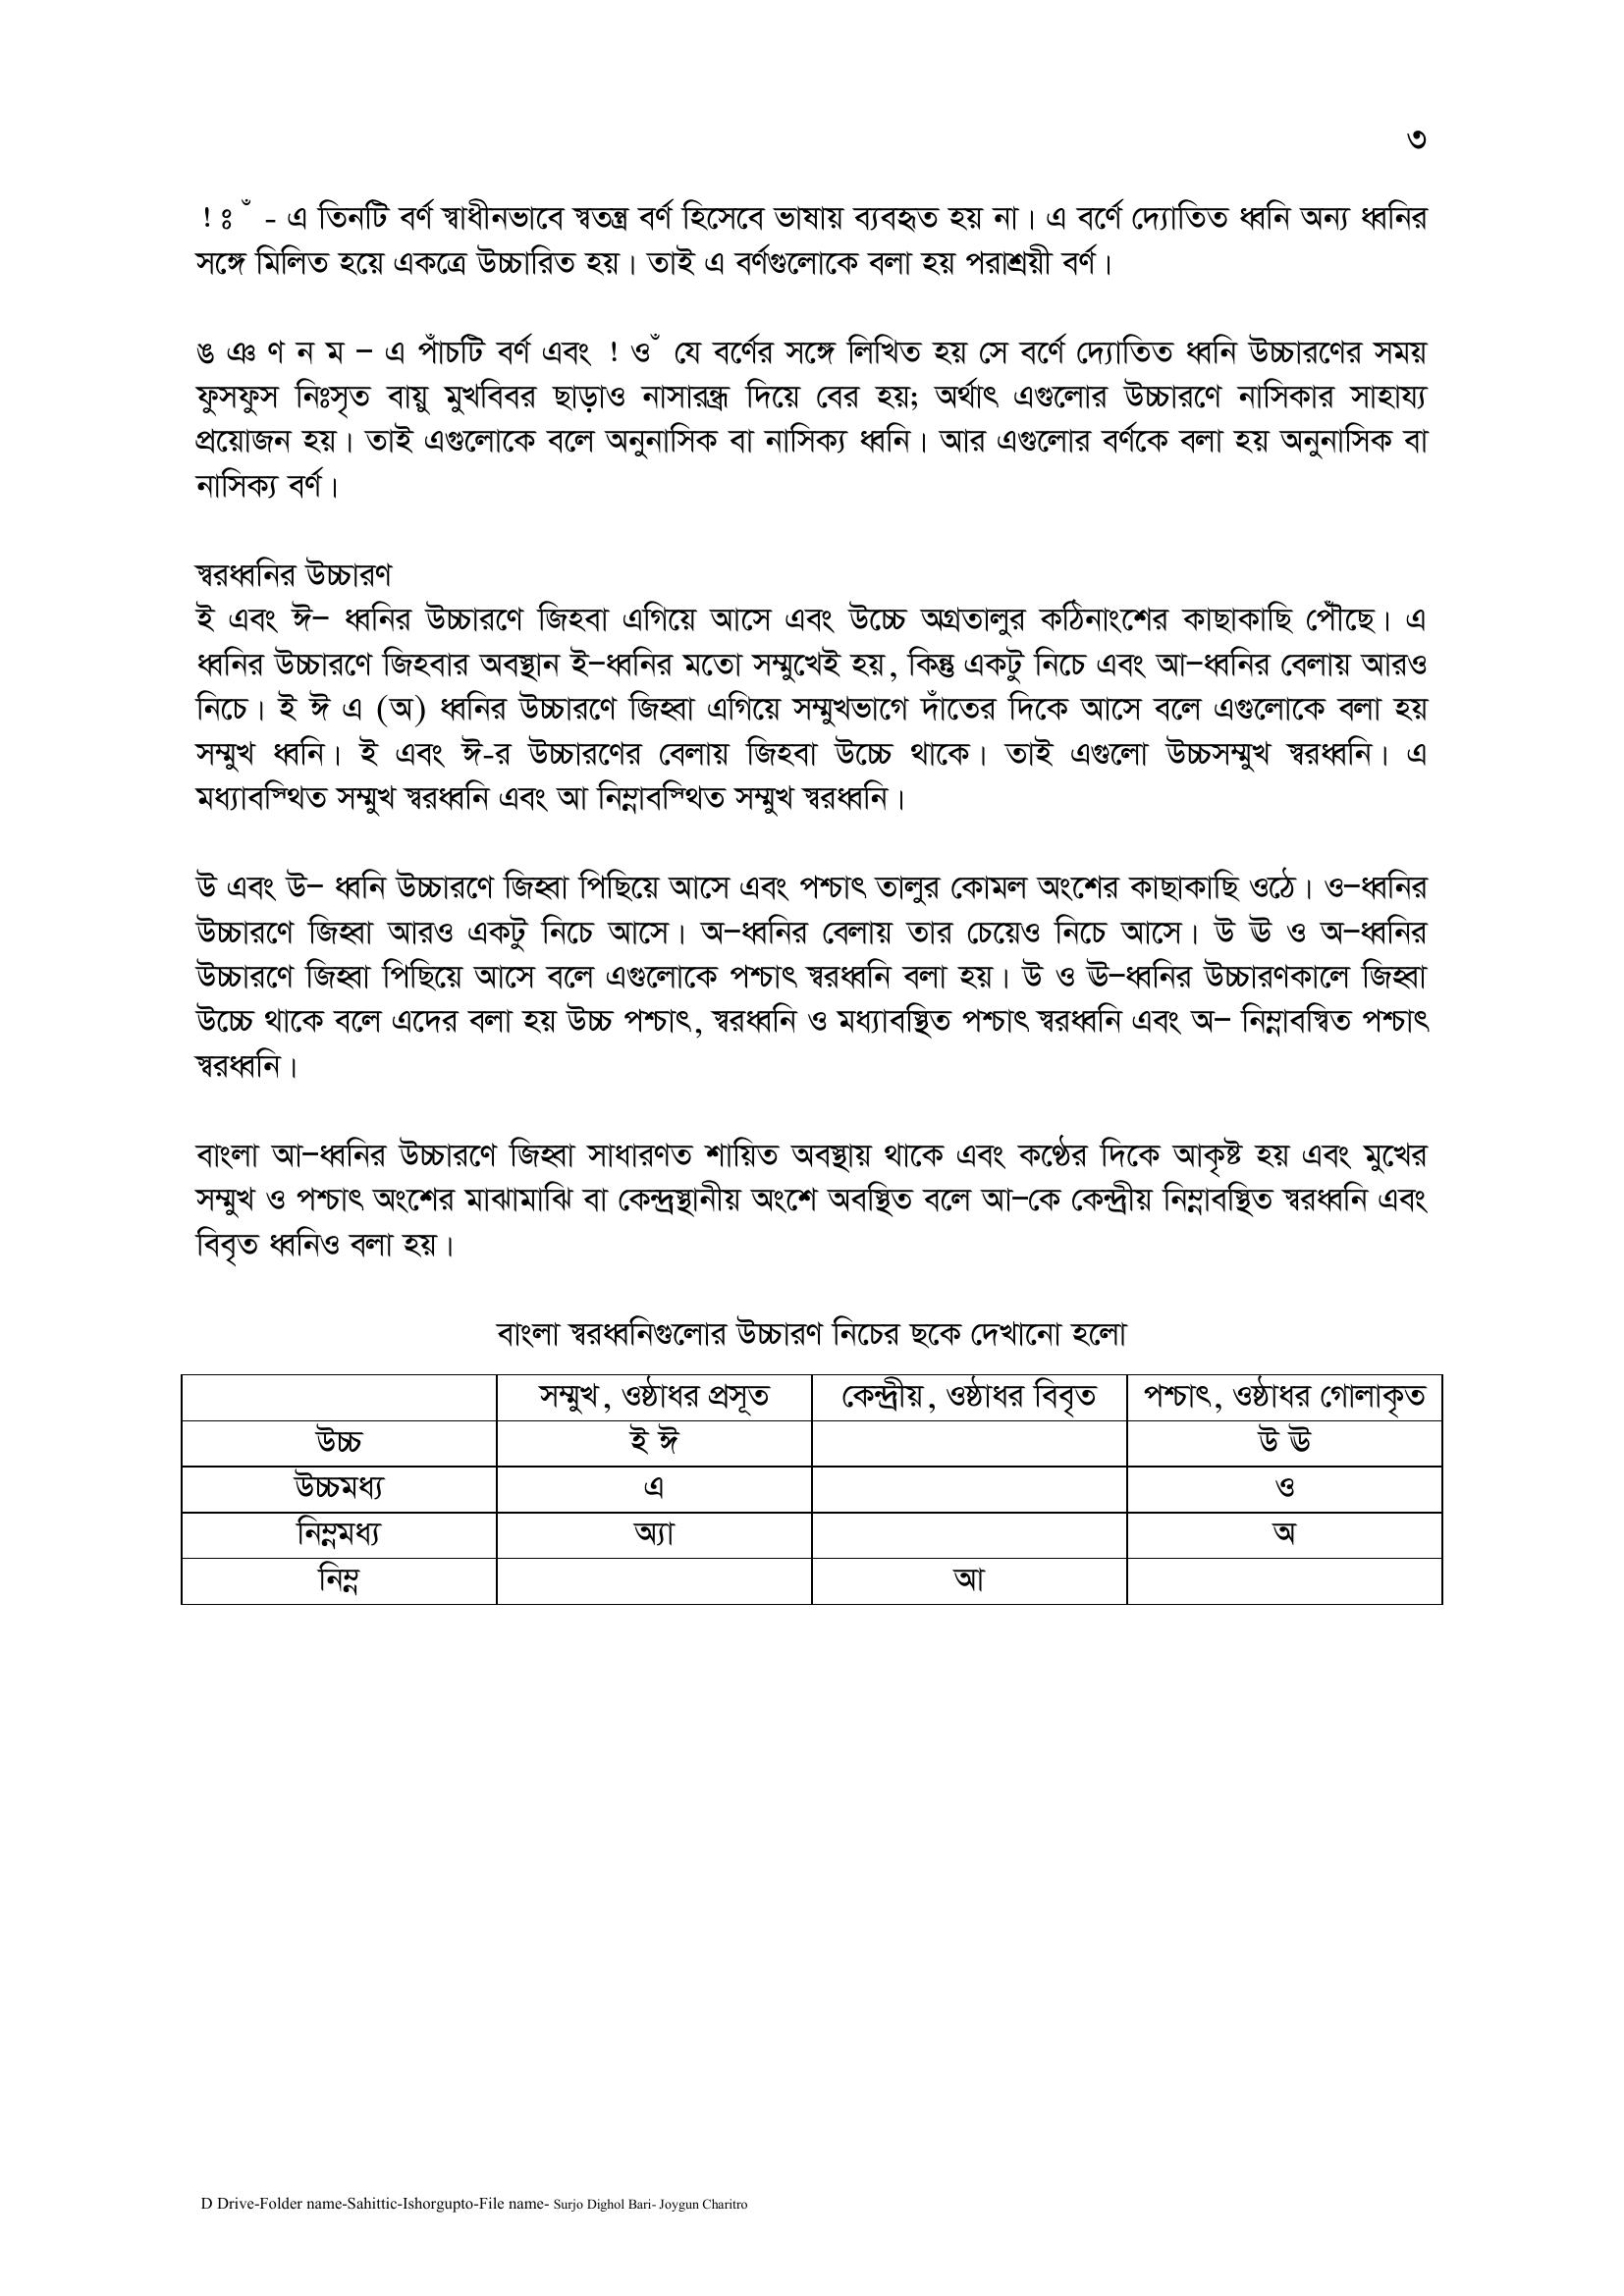 ৩
! ঃ ঁ - এ তিনটি বর্ণ স্বাধীনভাবে স্বতন্ত্র বর্ণ হিসেবে ভাষায় ব্যবহৃত হয় না। এ বর্ণে দ্যোতিত ধ্বনি অন্য ধ্বনির
সঙ্গে মিলিত হয়ে একত্রে উচ্চারিত হয়। তাই এ বর্ণগুলোকে বলা হয় পরাশ্রয়ী বর্ণ।
ঙ ঞ ণ ন ম – এ পাঁচটি বর্ণ এবং ! ও ঁ যে বর্ণের সঙ্গে লিখিত হয় সে বর্ণে দ্যোতিত ধ্বনি উচ্চারণের সময়
ফুসফুস নিঃসৃত বায়ু মুখবিবর ছাড়াও নাসারন্ধ্র দিয়ে বের হয়; অর্থাৎ এগুলোর উচ্চারণে নাসিকার সাহায্য
প্রয়োজন হয়। তাই এগুলোকে বলে অনুনাসিক বা নাসিক্য ধ্বনি। আর এগুলোর বর্ণকে বলা হয় অনুনাসিক বা
নাসিক্য বর্ণ।
স্বরধ্বনির উচ্চারণ
ই এবং ঈ– ধ্বনির উচ্চারণে জিহবা এগিয়ে আসে এবং উচ্চে অগ্রতালুর কঠিনাংশের কাছাকাছি পৌঁছে। এ
ধ্বনির উচ্চারণে জিহবার অবস্থান ই–ধ্বনির মতো সম্মুখেই হয়, কিন্তু একটু নিচে এবং আ–ধ্বনির বেলায় আরও
নিচে। ই ঈ এ (অ) ধ্বনির উচ্চারণে জিহ্বা এগিয়ে সম্মুখভাগে দাঁতের দিকে আসে বলে এগুলোকে বলা হয়
সম্মুখ ধ্বনি। ই এবং ঈ-র উচ্চারণের বেলায় জিহবা উচ্চে থাকে। তাই এগুলো উচ্চসম্মুখ স্বরধ্বনি। এ
মধ্যাবস্থিত সম্মুখ স্বরধ্বনি এবং আ নিম্নাবস্থিত সম্মুখ স্বরধ্বনি।
উ এবং উ– ধ্বনি উচ্চারণে জিহ্বা পিছিয়ে আসে এবং পশ্চাৎ তালুর কোমল অংশের কাছাকাছি ওঠে। ও–ধ্বনির
উচ্চারণে জিহ্বা আরও একটু নিচে আসে। অ–ধ্বনির বেলায় তার চেয়েও নিচে আসে। উ ঊ ও অ–ধ্বনির
উচ্চারণে জিহ্বা পিছিয়ে আসে বলে এগুলোকে পশ্চাৎ স্বরধ্বনি বলা হয়। উ ও ঊ–ধ্বনির উচ্চারণকালে জিহ্বা
উচ্চে থাকে বলে এদের বলা হয় উচ্চ পশ্চাৎ, স্বরধ্বনি ও মধ্যাবস্থিত পশ্চাৎ স্বরধ্বনি এবং অ– নিম্নাবস্বিত পশ্চাৎ
স্বরধ্বনি।
বাংলা আ–ধ্বনির উচ্চারণে জিহ্বা সাধারণত শায়িত অবস্থায় থাকে এবং কণ্ঠের দিকে আকৃষ্ট হয় এবং মুখের
সম্মুখ ও পশ্চাৎ অংশের মাঝামাঝি বা কেন্দ্রস্থানীয় অংশে অবস্থিত বলে আ–কে কেন্দ্রীয় নিম্নাবস্থিত স্বরধ্বনি এবং
বিবৃত ধ্বনিও বলা হয়।
বাংলা স্বরধ্বনিগুলোর উচ্চারণ নিচের ছকে দেখানো হলো
সম্মুখ, ওষ্ঠাধর প্রসূত কেন্দ্রীয়, ওষ্ঠাধর বিবৃত পশ্চাৎ, ওষ্ঠাধর গোলাকৃত
উচ্চ ই ঈ উ ঊ
উচ্চমধ্য এ ও
নিম্নমধ্য অ্যা অ
নিম্ন আ
D Drive-Folder name-Sahittic-Ishorgupto-File name- Surjo Dighol Bari- Joygun Charitro